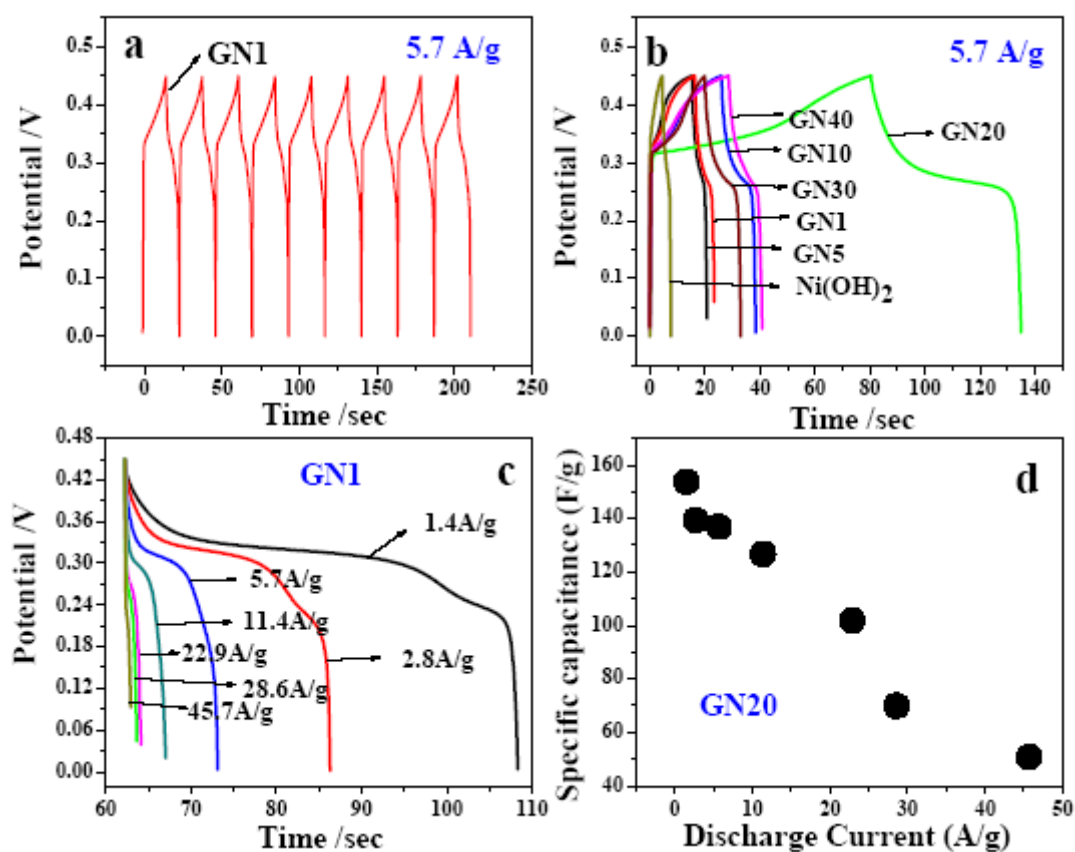 a
GN1
5.7 A/g
0.5
0.4
0.3
0.2
0.1
0.0
Potential /V
0 50 100 150 200 250
Time /sec
b
5.7 A/g
0.5
0.4
0.3
0.2
0.1
0.0
Potential /V
GN40
GN20
GN10
GN30
GN1
GN5
Ni(OH)₂
0 20 40 60 80 100 120 140
Time /sec
0.48
0.42
0.36
0.30
0.24
0.18
0.12
0.06
0.00
Potential /V
GN1
c
1.4A/g
5.7A/g
11.4A/g
22.9A/g
2.8A/g
28.6A/g
45.7A/g
60 70 80 90 100 110
Time /sec
160
140
120
100
80
60
40
Specific capacitance (F/g)
d
GN20
0 10 20 30 40 50
Discharge Current (A/g)